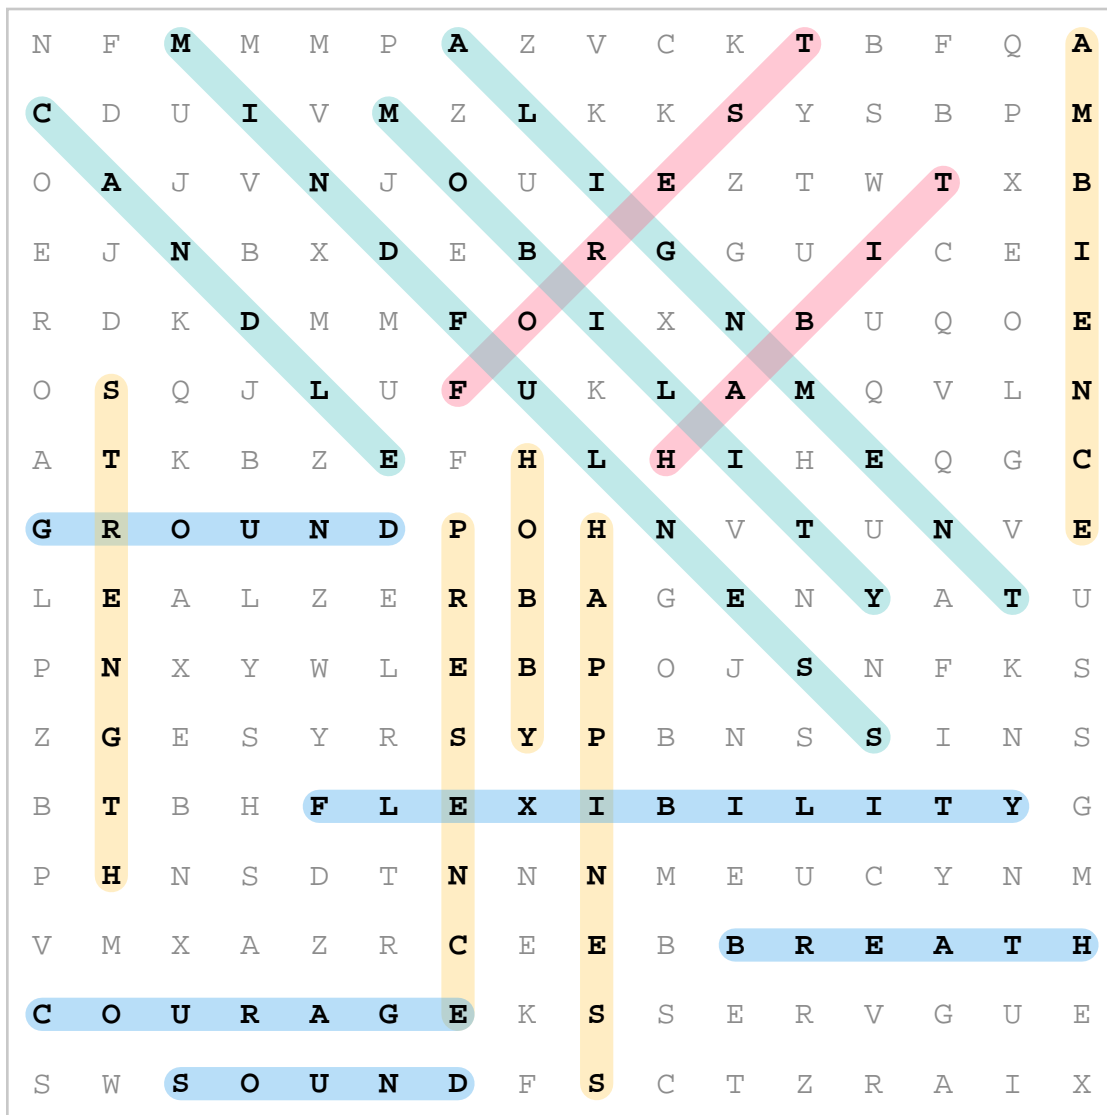 N F M M M P A Z V C K T B F Q A
C D U I V M Z L K K S Y S B P M
O A J V N J O U I E Z T W T X B
E J N B X D E B R G G U I C E I
R D K D M M F O I X N B U Q O E
O S Q J L U F U K L A M Q V L N
A T K B Z E F H L H I H E Q G C
G R O U N D P O H N V T U N V E
L E A L Z E R B A G E N Y A T U
P N X Y W L E B P O J S N F K S
Z G E S Y R S Y P B N S S I N S
B T B H F L E X I B I L I T Y G
P H N S D T N N N M E U C Y N M
V M X A Z R C E E B B R E A T H
C O U R A G E K S S E R V G U E
S W S O U N D F S C T Z R A I X